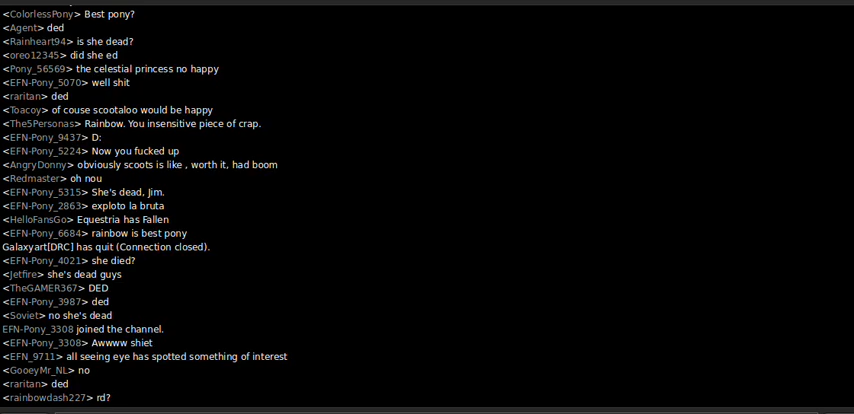 <ColorlessPony> Best pony?
<Agent> ded
<Rainheart94> is she dead?
<oreo12345> did she ed
<Pony_56569> the celestial princess no happy
<EFN-Pony_5070> well shit
<raritan> ded
<Toacoy> of couse scootaloo would be happy
<The5Personas> Rainbow. You insensitive piece of crap.
<EFN-Pony_9437> D:
<EFN-Pony_5224> Now you fucked up
<AngryDonny> obviously scoots is like , worth it, had boom
<Redmaster> oh nou
<EFN-Pony_5315> She's dead, Jim.
<EFN-Pony_2863> exploto la bruta
<HelloFansGo> Equestria has Fallen
<EFN-Pony_6684> rainbow is best pony
Galaxyart[DRC] has quit (Connection closed).
<EFN-Pony_4021> she died?
<Jetfire> she's dead guys
<TheGAMER367> DED
<EFN-Pony_3987> ded
<Soviet> no she's dead
EFN-Pony_3308 joined the channel.
<EFN-Pony_3308> Awwww shiet
<EFN_9711> all seeing eye has spotted something of interest
<GooeyMr_NL> no
<raritan> ded
<rainbowdash227> rd?